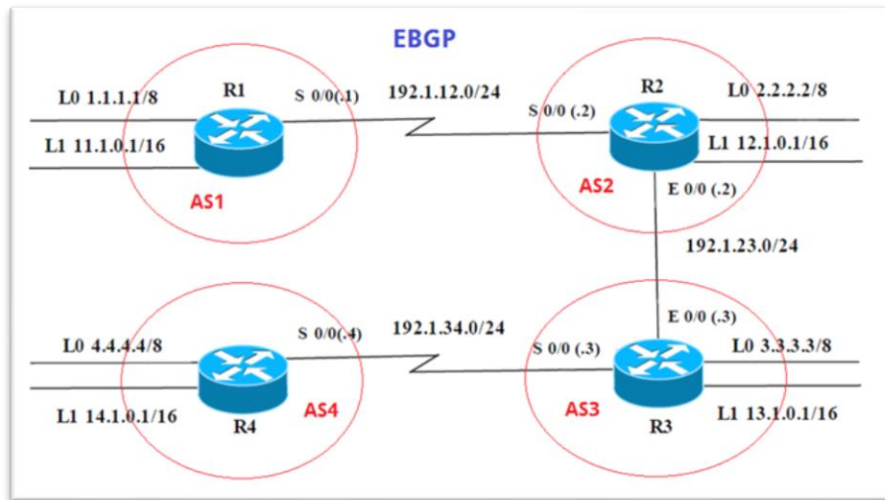 EBGP
L0 1.1.1.1/8
R1
S 0/0(.1)
192.1.12.0/24
S 0/0 (.2)
R2
L0 2.2.2.2/8
L1 11.1.0.1/16
L1 12.1.0.1/16
AS1
AS2
E 0/0 (.2)
192.1.23.0/24
L0 4.4.4.4/8
S 0/0(.4)
192.1.34.0/24
S 0/0 (.3)
E 0/0 (.3)
L0 3.3.3.3/8
L1 14.1.0.1/16
R4
AS4
AS3
R3
L1 13.1.0.1/16